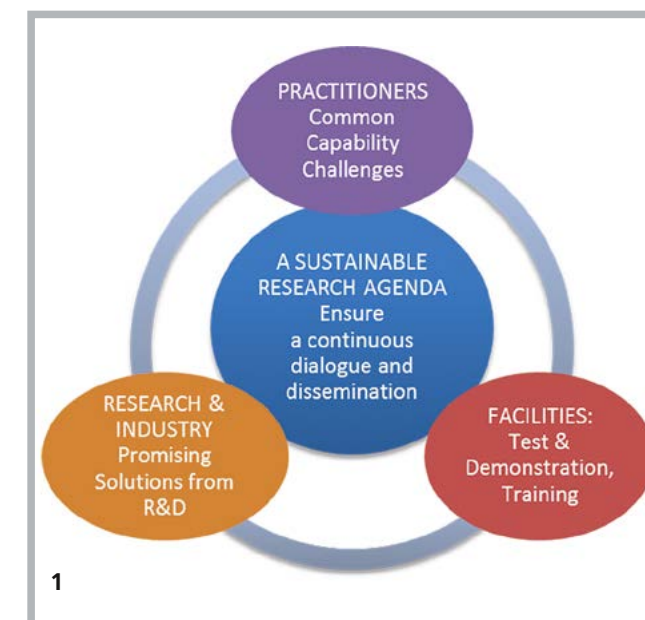 PRACTITIONERS
Common
Capability
Challenges
A SUSTAINABLE
RESEARCH AGENDA
Ensure
a continuous
dialogue and
dissemination
RESEARCH &
INDUSTRY
Promising
Solutions from
R&D
FACILITIES:
Test &
Demonstration,
Training
1